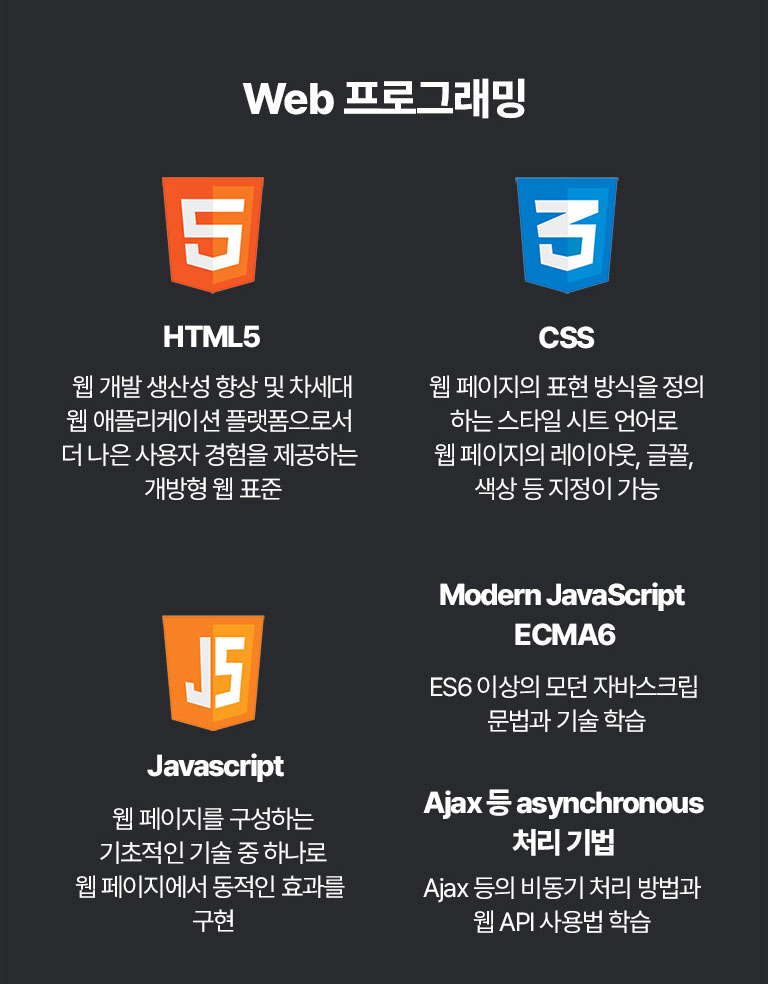 Web 프로그래밍
5
HTML5
웹 개발 생산성 향상 및 차세대
웹 애플리케이션 플랫폼으로서
더 나은 사용자 경험을 제공하는
개방형 웹 표준
3
CSS
웹 페이지의 표현 방식을 정의
하는 스타일 시트 언어로
웹 페이지의 레이아웃, 글꼴,
색상 등 지정이 가능
JS
Javascript
웹 페이지를 구성하는
기초적인 기술 중 하나로
웹 페이지에서 동적인 효과를
구현
Modern JavaScript
ECMA6
ES6 이상의 모던 자바스크립
문법과 기술 학습
Ajax 등 asynchronous
처리 기법
Ajax 등의 비동기 처리 방법과
웹 API 사용법 학습